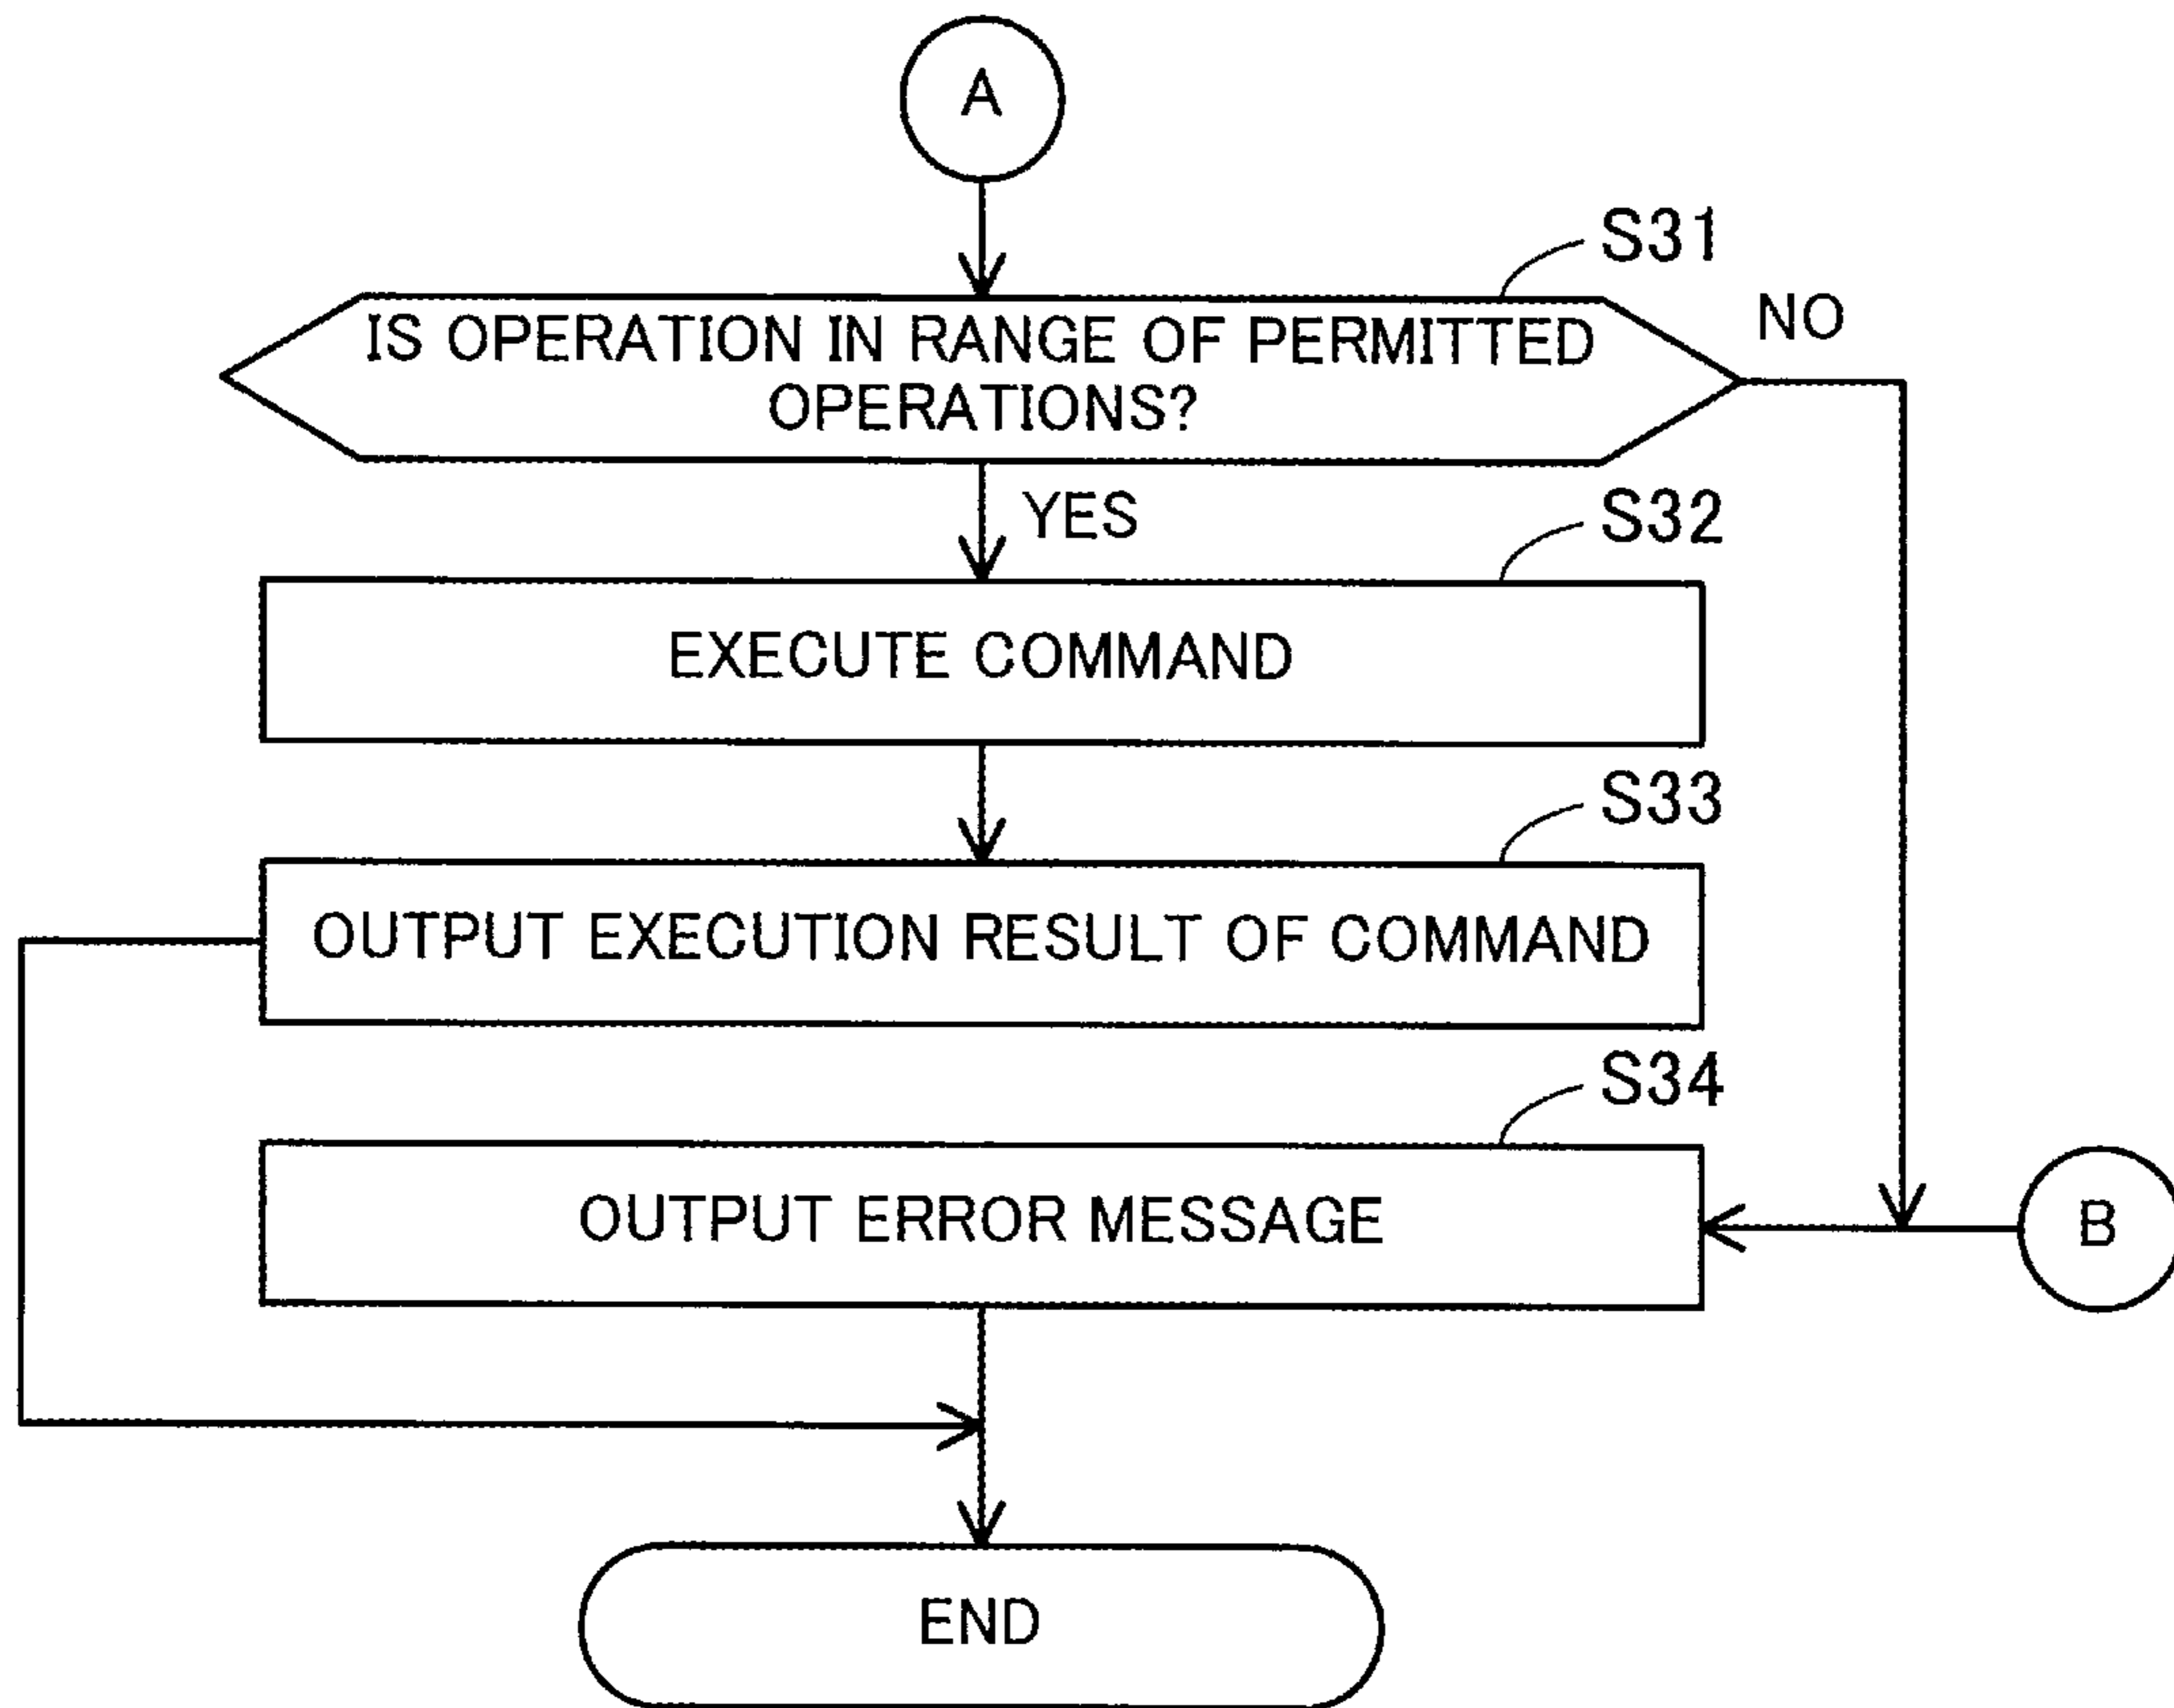 A
S31
IS OPERATION IN RANGE OF PERMITTED
OPERATIONS?
NO
YES
S32
EXECUTE COMMAND
S33
OUTPUT EXECUTION RESULT OF COMMAND
S34
OUTPUT ERROR MESSAGE
B
END